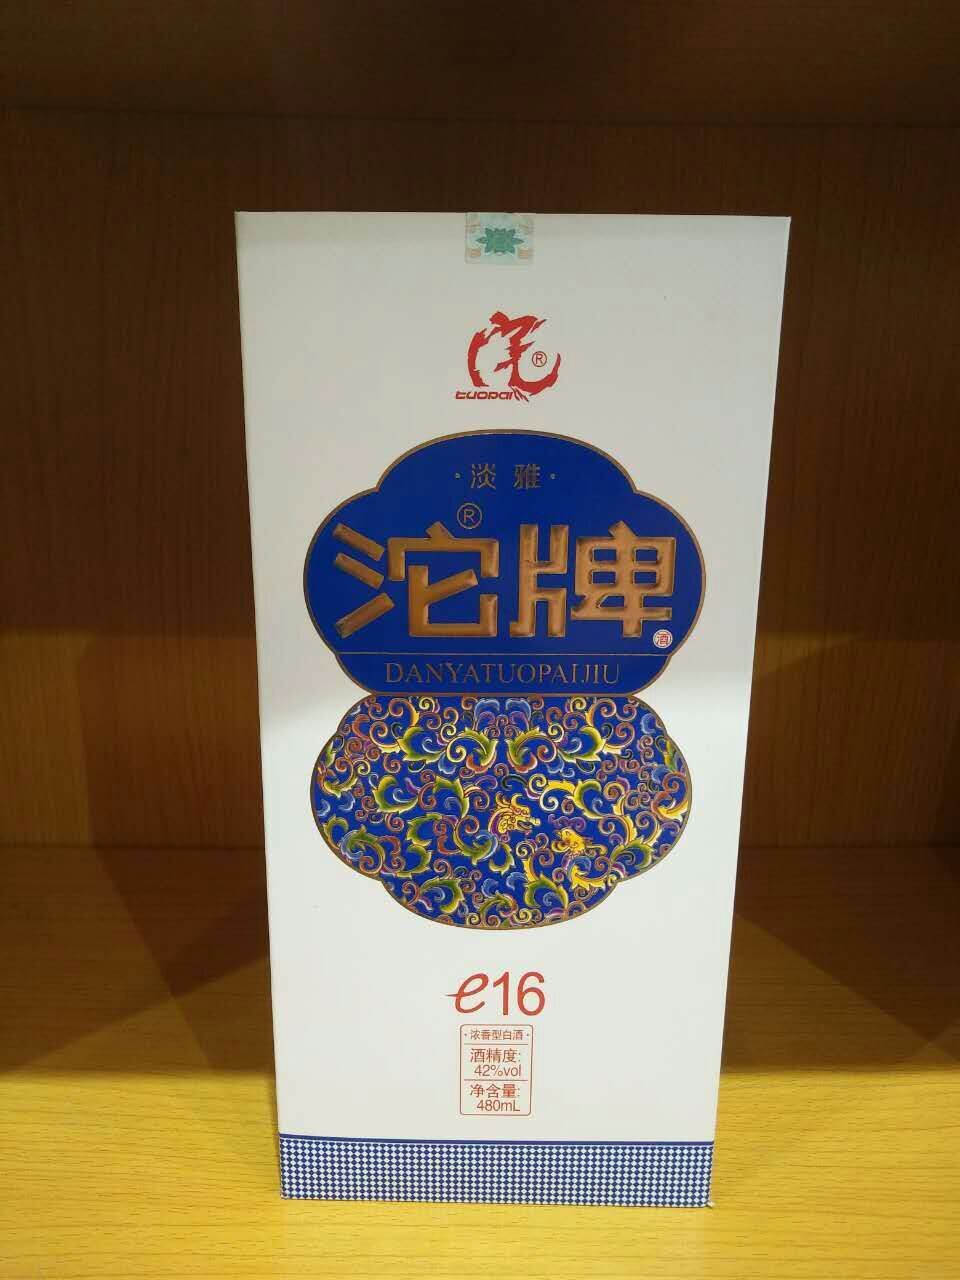 ®
tuopai
·淡雅·
®
沱牌
酒
DANYATUOPAIJIU
e16
·浓香型白酒·
酒精度:
42%vol
净含量:
480mL